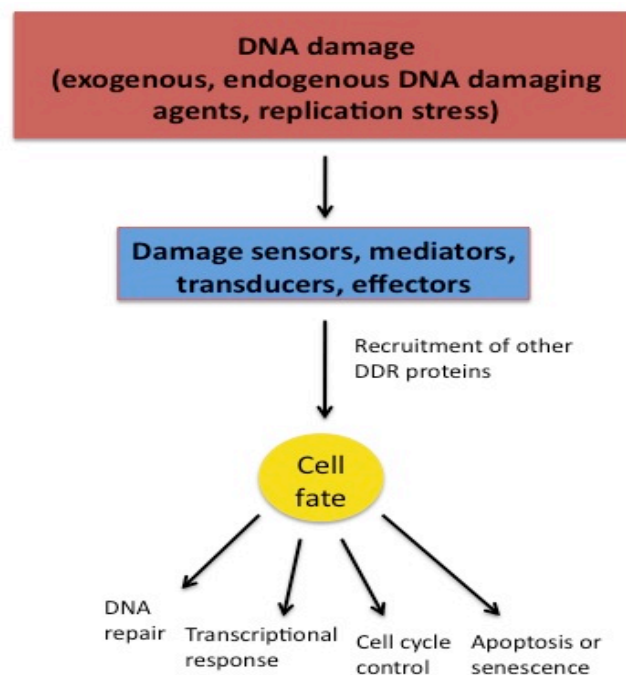 DNA damage
(exogenous, endogenous DNA damaging
agents, replication stress)
Damage sensors, mediators,
transducers, effectors
Recruitment of other
DDR proteins
Cell
fate
DNA
repair
Transcriptional
response
Cell cycle
control
Apoptosis or
senescence